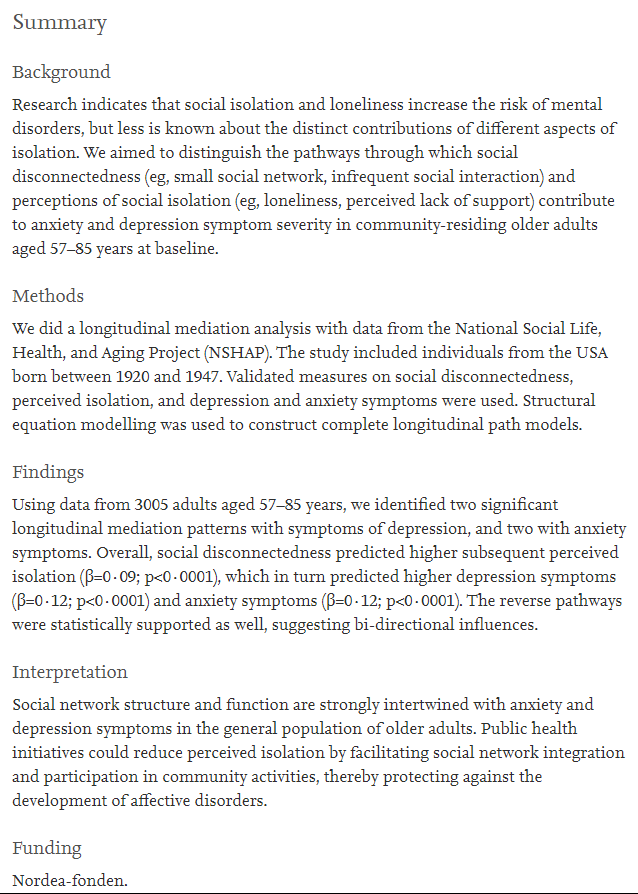 Summary
Background
Research indicates that social isolation and loneliness increase the risk of mental
disorders, but less is known about the distinct contributions of different aspects of
isolation. We aimed to distinguish the pathways through which social
disconnectedness (eg, small social network, infrequent social interaction) and
perceptions of social isolation (eg, loneliness, perceived lack of support) contribute
to anxiety and depression symptom severity in community-residing older adults
aged 57–85 years at baseline.
Methods
We did a longitudinal mediation analysis with data from the National Social Life,
Health, and Aging Project (NSHAP). The study included individuals from the USA
born between 1920 and 1947. Validated measures on social disconnectedness,
perceived isolation, and depression and anxiety symptoms were used. Structural
equation modelling was used to construct complete longitudinal path models.
Findings
Using data from 3005 adults aged 57–85 years, we identified two significant
longitudinal mediation patterns with symptoms of depression, and two with anxiety
symptoms. Overall, social disconnectedness predicted higher subsequent perceived
isolation (β=0·09; p<0·0001), which in turn predicted higher depression symptoms
(β=0·12; p<0·0001) and anxiety symptoms (β=0·12; p<0·0001). The reverse pathways
were statistically supported as well, suggesting bi-directional influences.
Interpretation
Social network structure and function are strongly intertwined with anxiety and
depression symptoms in the general population of older adults. Public health
initiatives could reduce perceived isolation by facilitating social network integration
and participation in community activities, thereby protecting against the
development of affective disorders.
Funding
Nordea-fonden.